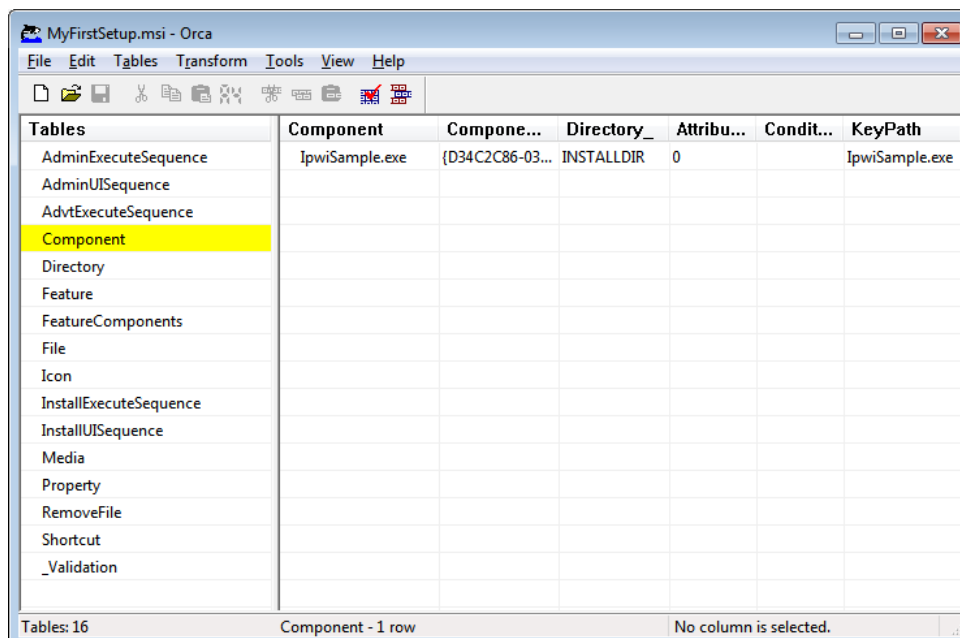 MyFirstSetup.msi - Orca
File Edit Tables Transform Tools View Help
Tables Component Compone... Directory_ Attribu... Condit... KeyPath
AdminExecuteSequence IpwiSample.exe {D34C2C86-03... INSTALLDIR 0 IpwiSample.exe
AdminUISequence
AdvtExecuteSequence
Component
Directory
Feature
FeatureComponents
File
Icon
InstallExecuteSequence
InstallUISequence
Media
Property
RemoveFile
Shortcut
_Validation
Tables: 16 Component - 1 row No column is selected.